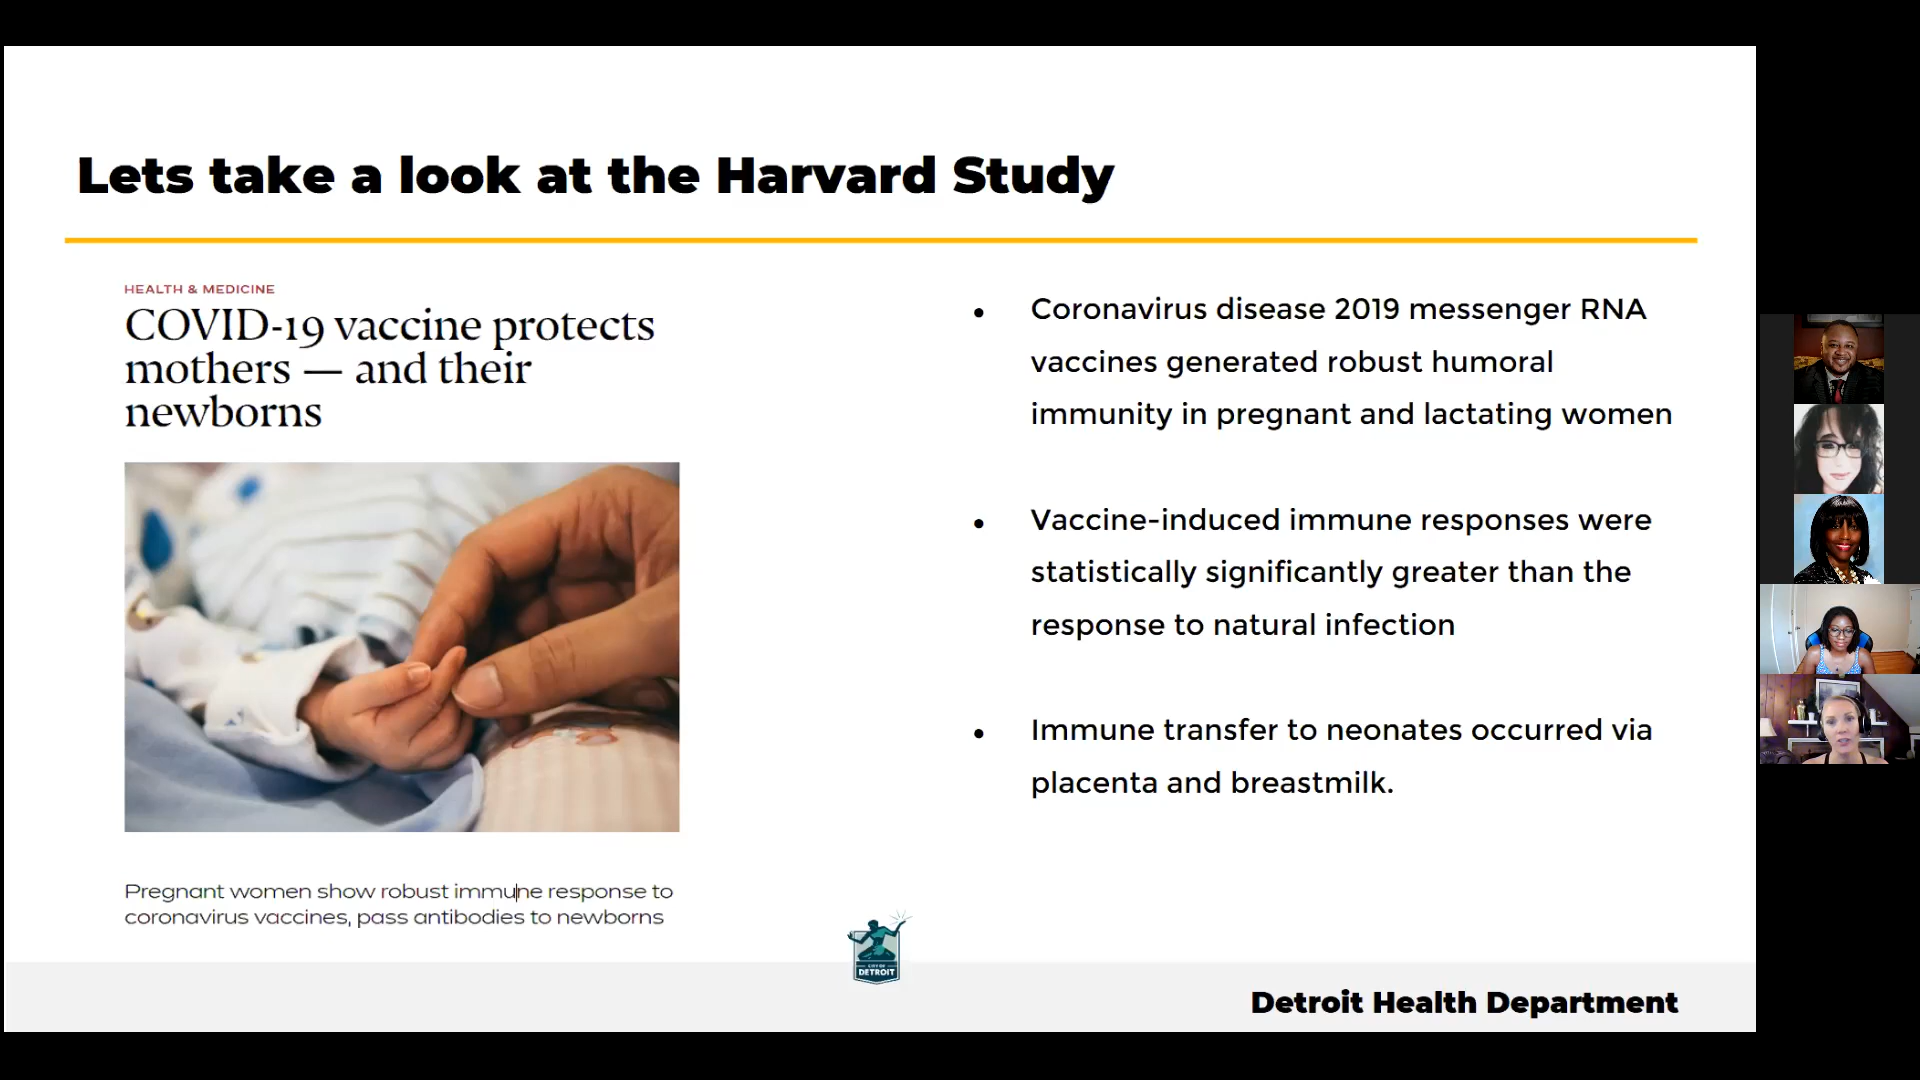 Lets take a look at the Harvard Study
HEALTH & MEDICINE
COVID-19 vaccine protects
mothers — and their
newborns
Pregnant women show robust immune response to
coronavirus vaccines, pass antibodies to newborns
• Coronavirus disease 2019 messenger RNA
vaccines generated robust humoral
immunity in pregnant and lactating women
• Vaccine-induced immune responses were
statistically significantly greater than the
response to natural infection
• Immune transfer to neonates occurred via
placenta and breastmilk.
CITY OF
DETROIT
Detroit Health Department